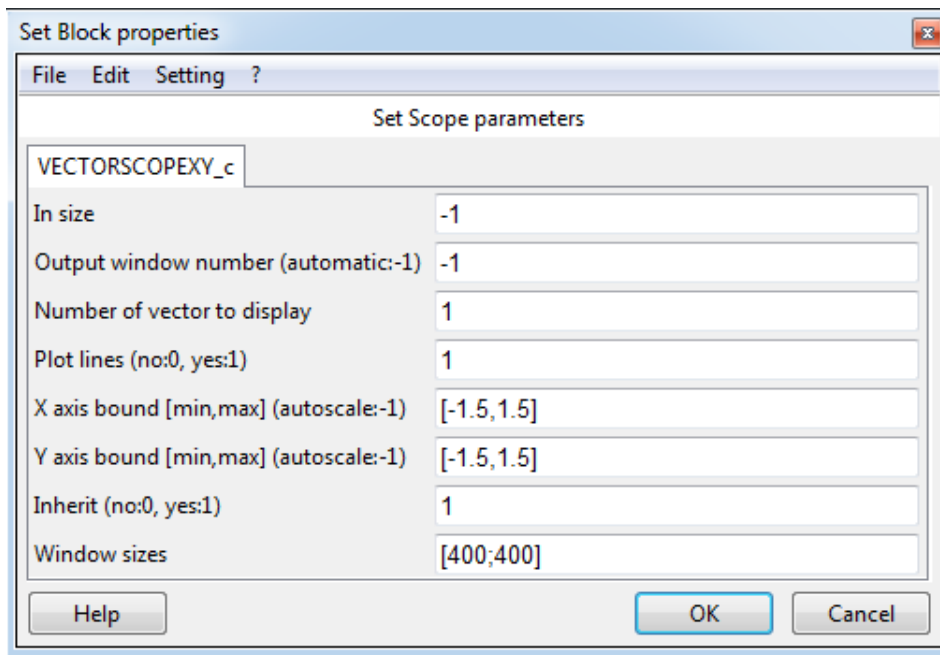 Set Block properties
File Edit Setting ?
Set Scope parameters
VECTORSCOPEXY_c
In size -1
Output window number (automatic:-1) -1
Number of vector to display 1
Plot lines (no:0, yes:1) 1
X axis bound [min,max] (autoscale:-1) [-1.5,1.5]
Y axis bound [min,max] (autoscale:-1) [-1.5,1.5]
Inherit (no:0, yes:1) 1
Window sizes [400;400]
Help OK Cancel